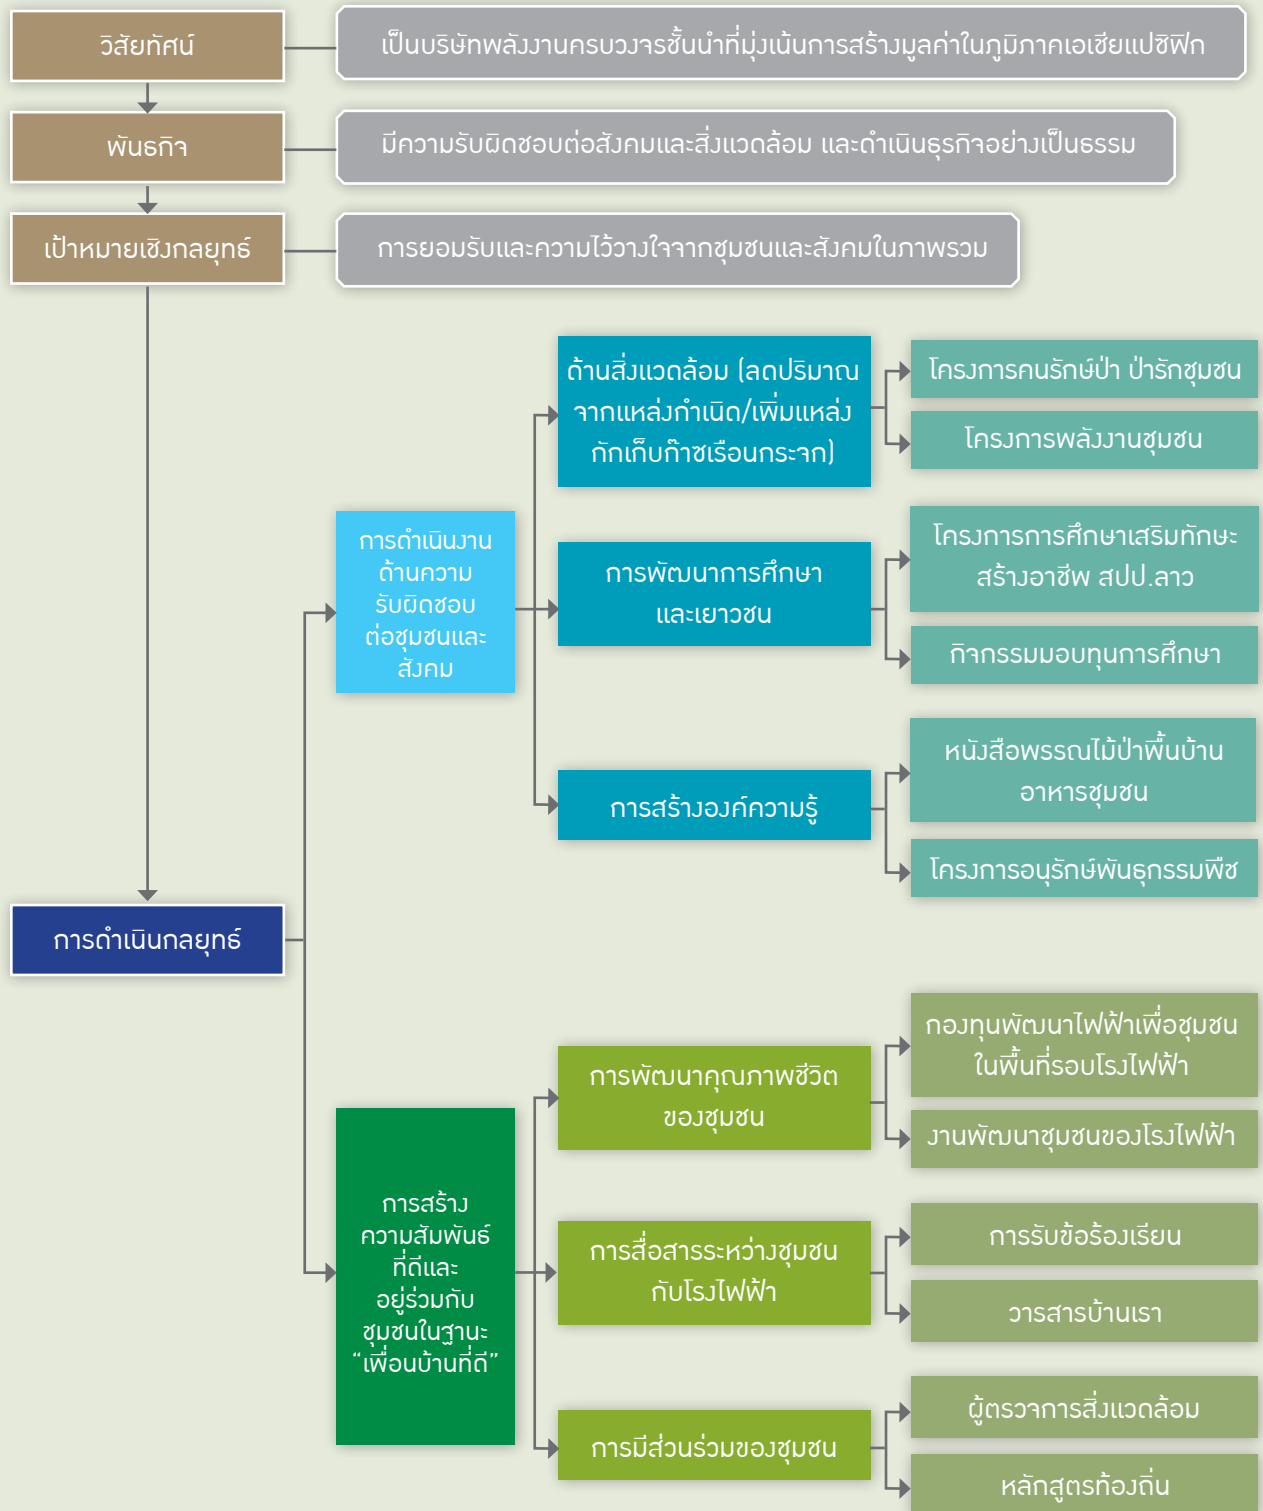 วิสัยทัศน์
เป็นบริษัทพลังงานครบวงจรชั้นนำที่มุ่งเน้นการสร้างมูลค่าในภูมิภาคเอเชียแปซิฟิก
พันธกิจ
มีความรับผิดชอบต่อสังคมและสิ่งแวดล้อม และดำเนินธุรกิจอย่างเป็นธรรม
เป้าหมายเชิงกลยุทธ์
การยอมรับและความไว้วางใจจากชุมชนและสังคมในภาพรวม
การดำเนินกลยุทธ์
การดำเนินงาน
ด้านความ
รับผิดชอบ
ต่อชุมชนและ
สังคม
ด้านสิ่งแวดล้อม (ลดปริมาณ
จากแหล่งกำเนิด/เพิ่มแหล่ง
กักเก็บก๊าซเรือนกระจก)
โครงการคนรักษ์ป่า ป่ารักชุมชน
โครงการพลังงานชุมชน
การพัฒนาการศึกษา
และเยาวชน
โครงการการศึกษาเสริมทักษะ
สร้างอาชีพ สปป.ลาว
กิจกรรมมอบทุนการศึกษา
การสร้างองค์ความรู้
หนังสือพรรณไม้ป่าพื้นบ้าน
อาหารชุมชน
โครงการอนุรักษ์พันธุกรรมพืช
การสร้าง
ความสัมพันธ์
ที่ดีและ
อยู่ร่วมกับ
ชุมชนในฐานะ
“เพื่อนบ้านที่ดี”
การพัฒนาคุณภาพชีวิต
ของชุมชน
กองทุนพัฒนาไฟฟ้าเพื่อชุมชน
ในพื้นที่รอบโรงไฟฟ้า
งานพัฒนาชุมชนของโรงไฟฟ้า
การสื่อสารระหว่างชุมชน
กับโรงไฟฟ้า
การรับข้อร้องเรียน
วารสารบ้านเรา
การมีส่วนร่วมของชุมชน
ผู้ตรวจการสิ่งแวดล้อม
หลักสูตรท้องถิ่น